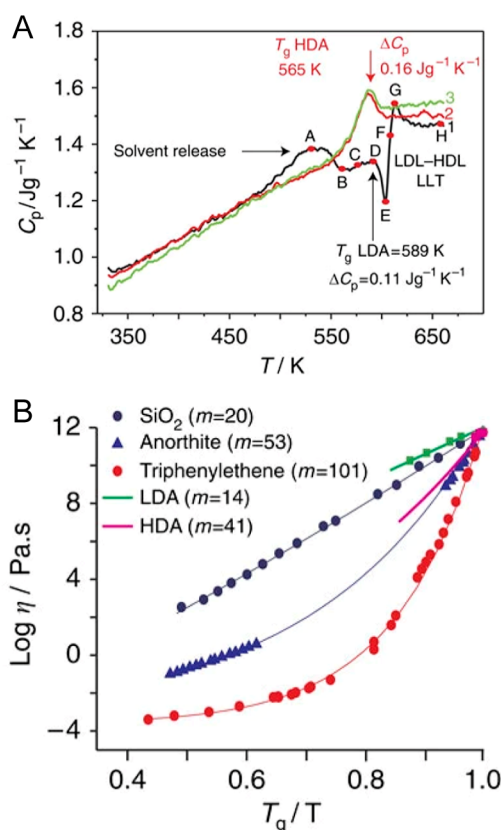 A
T_g HDA
565 K
ΔC_p
0.16 Jg⁻¹ K⁻¹
1.8
1.6
1.4
1.2
1.0
0.8
C_p/Jg⁻¹ K⁻¹
Solvent release
A
B
C
D
E
F
G
H
1
2
3
LDL–HDL
LLT
T_g LDA=589 K
ΔC_p=0.11 Jg⁻¹ K⁻¹
350 450 550 650
T / K
B
SiO₂ (m=20)
Anorthite (m=53)
Triphenylethene (m=101)
LDA (m=14)
HDA (m=41)
12
8
4
0
−4
Log η / Pa.s
0.4 0.6 0.8 1.0
T_g/T